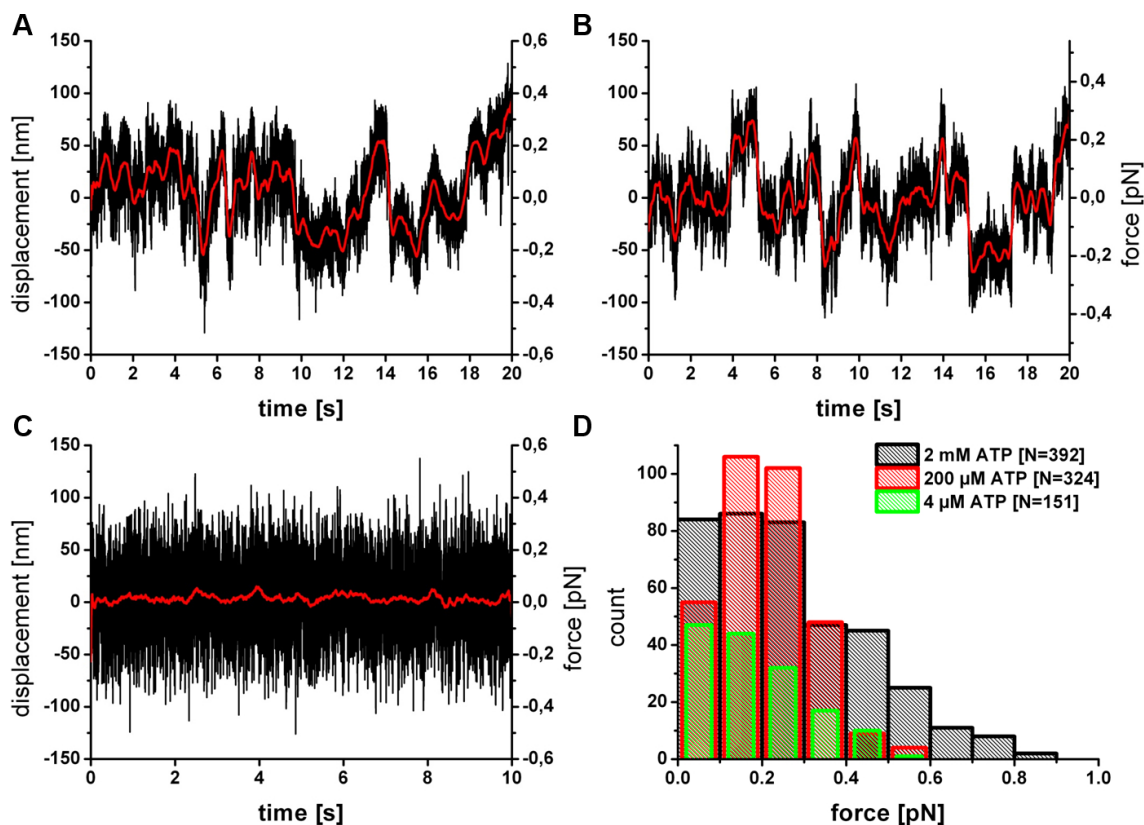 A
B
150
100
50
0
-50
-100
-150
displacement [nm]
0,6
0,4
0,2
0,0
-0,2
-0,4
-0,6
0 2 4 6 8 10 12 14 16 18 20
time [s]
150
100
50
0
-50
-100
-150
0,4
0,2
0,0
-0,2
-0,4
force [pN]
0 2 4 6 8 10 12 14 16 18 20
time [s]
C
D
150
100
50
0
-50
-100
-150
displacement [nm]
0,6
0,4
0,2
0,0
-0,2
-0,4
-0,6
force [pN]
0 2 4 6 8 10
time [s]
2 mM ATP [N=392]
200 µM ATP [N=324]
4 µM ATP [N=151]
100
80
60
40
20
0
count
0.0 0.2 0.4 0.6 0.8 1.0
force [pN]